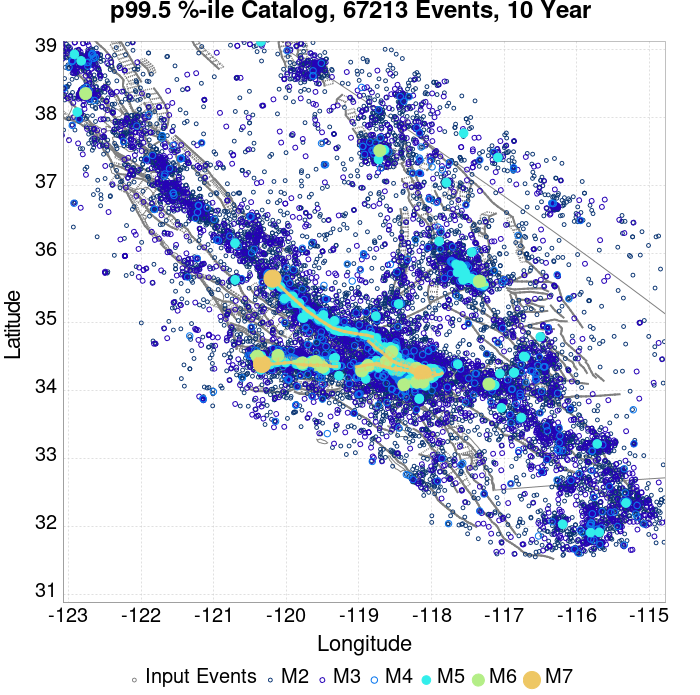 p99.5 %-ile Catalog, 67213 Events, 10 Year
39
38
37
36
35
34
33
32
31
Latitude
-123 -122 -121 -120 -119 -118 -117 -116 -115
Longitude
Input Events M2 M3 M4 M5 M6 M7